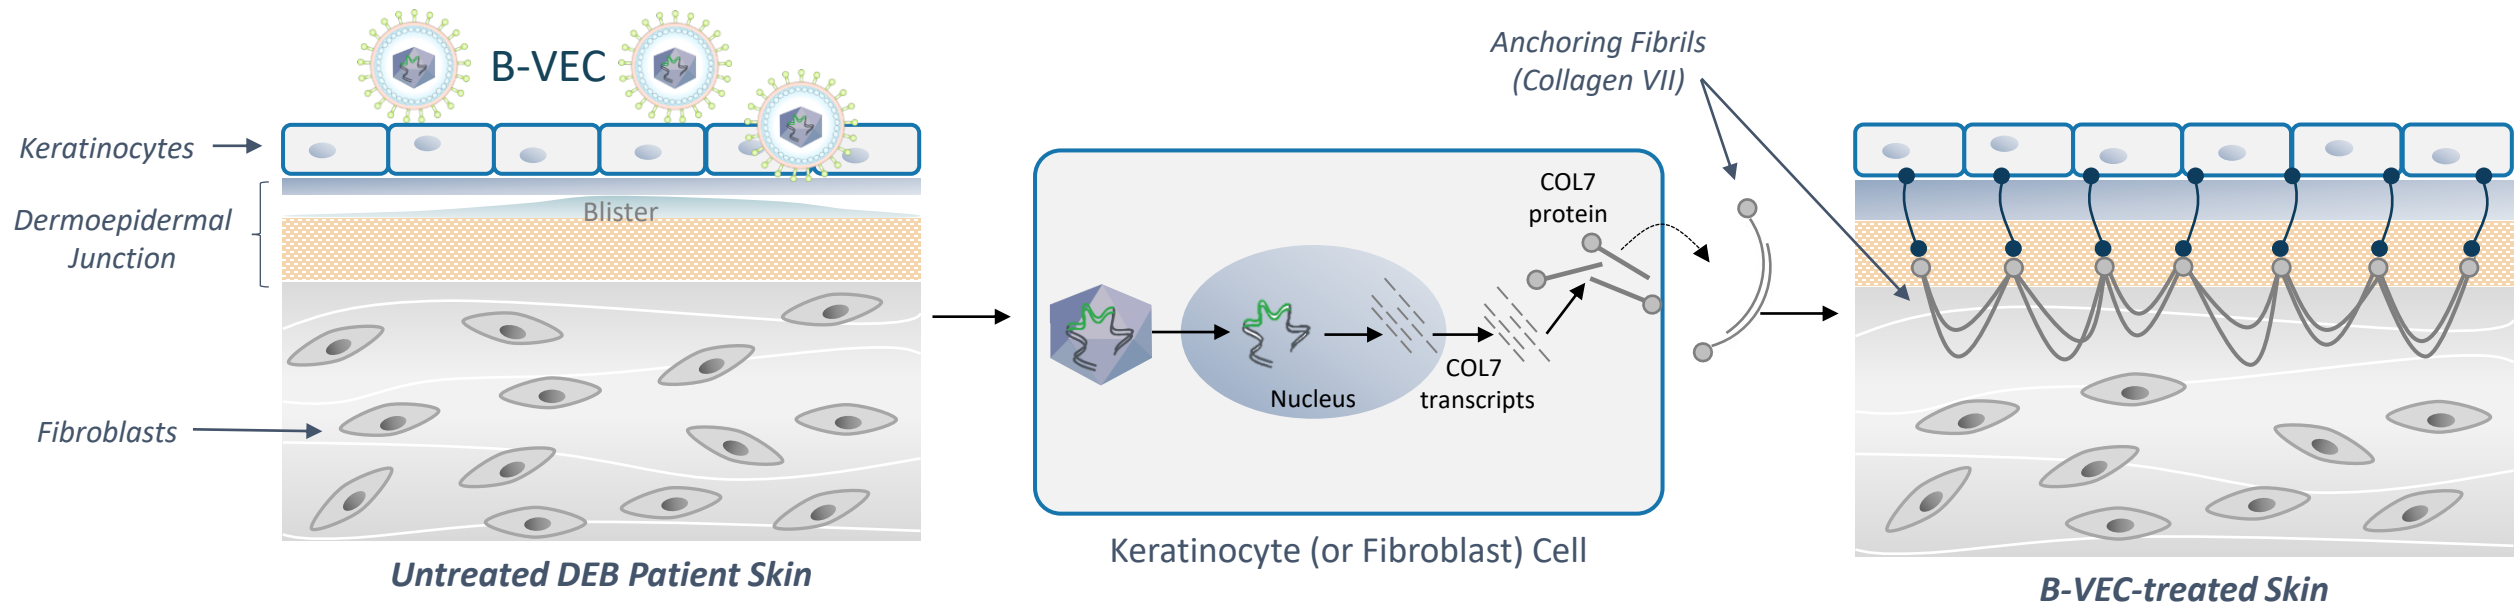 B-VEC
Keratinocytes
Dermoepidermal
Junction
Blister
Fibroblasts
Untreated DEB Patient Skin
COL7
protein
Nucleus
COL7
transcripts
Keratinocyte (or Fibroblast) Cell
Anchoring Fibrils
(Collagen VII)
B-VEC-treated Skin